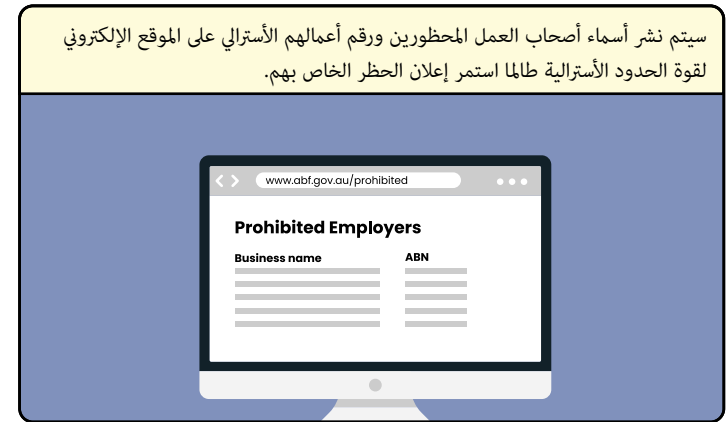 سيتم نشر أسماء أصحاب العمل المحظورين ورقم أعمالهم الأسترالي على الموقع الإلكتروني
لقوة الحدود الأسترالية طالما استمر إعلان الحظر الخاص بهم.
www.abf.gov.au/prohibited
Prohibited Employers
Business name ABN